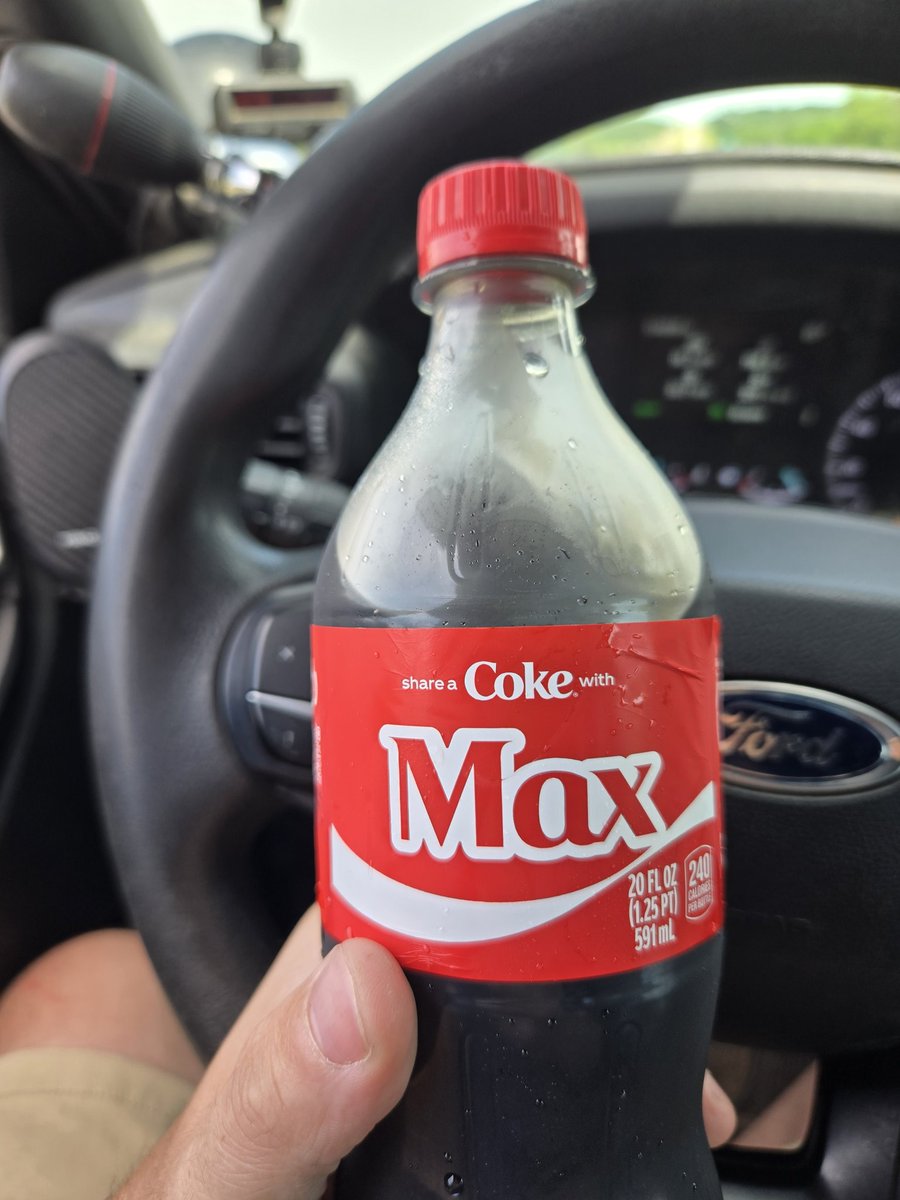 share a Coke with
Max
20 FL OZ
(1.25 PT)
591 mL
240
CALORIES
PER BOTTLE
Ford